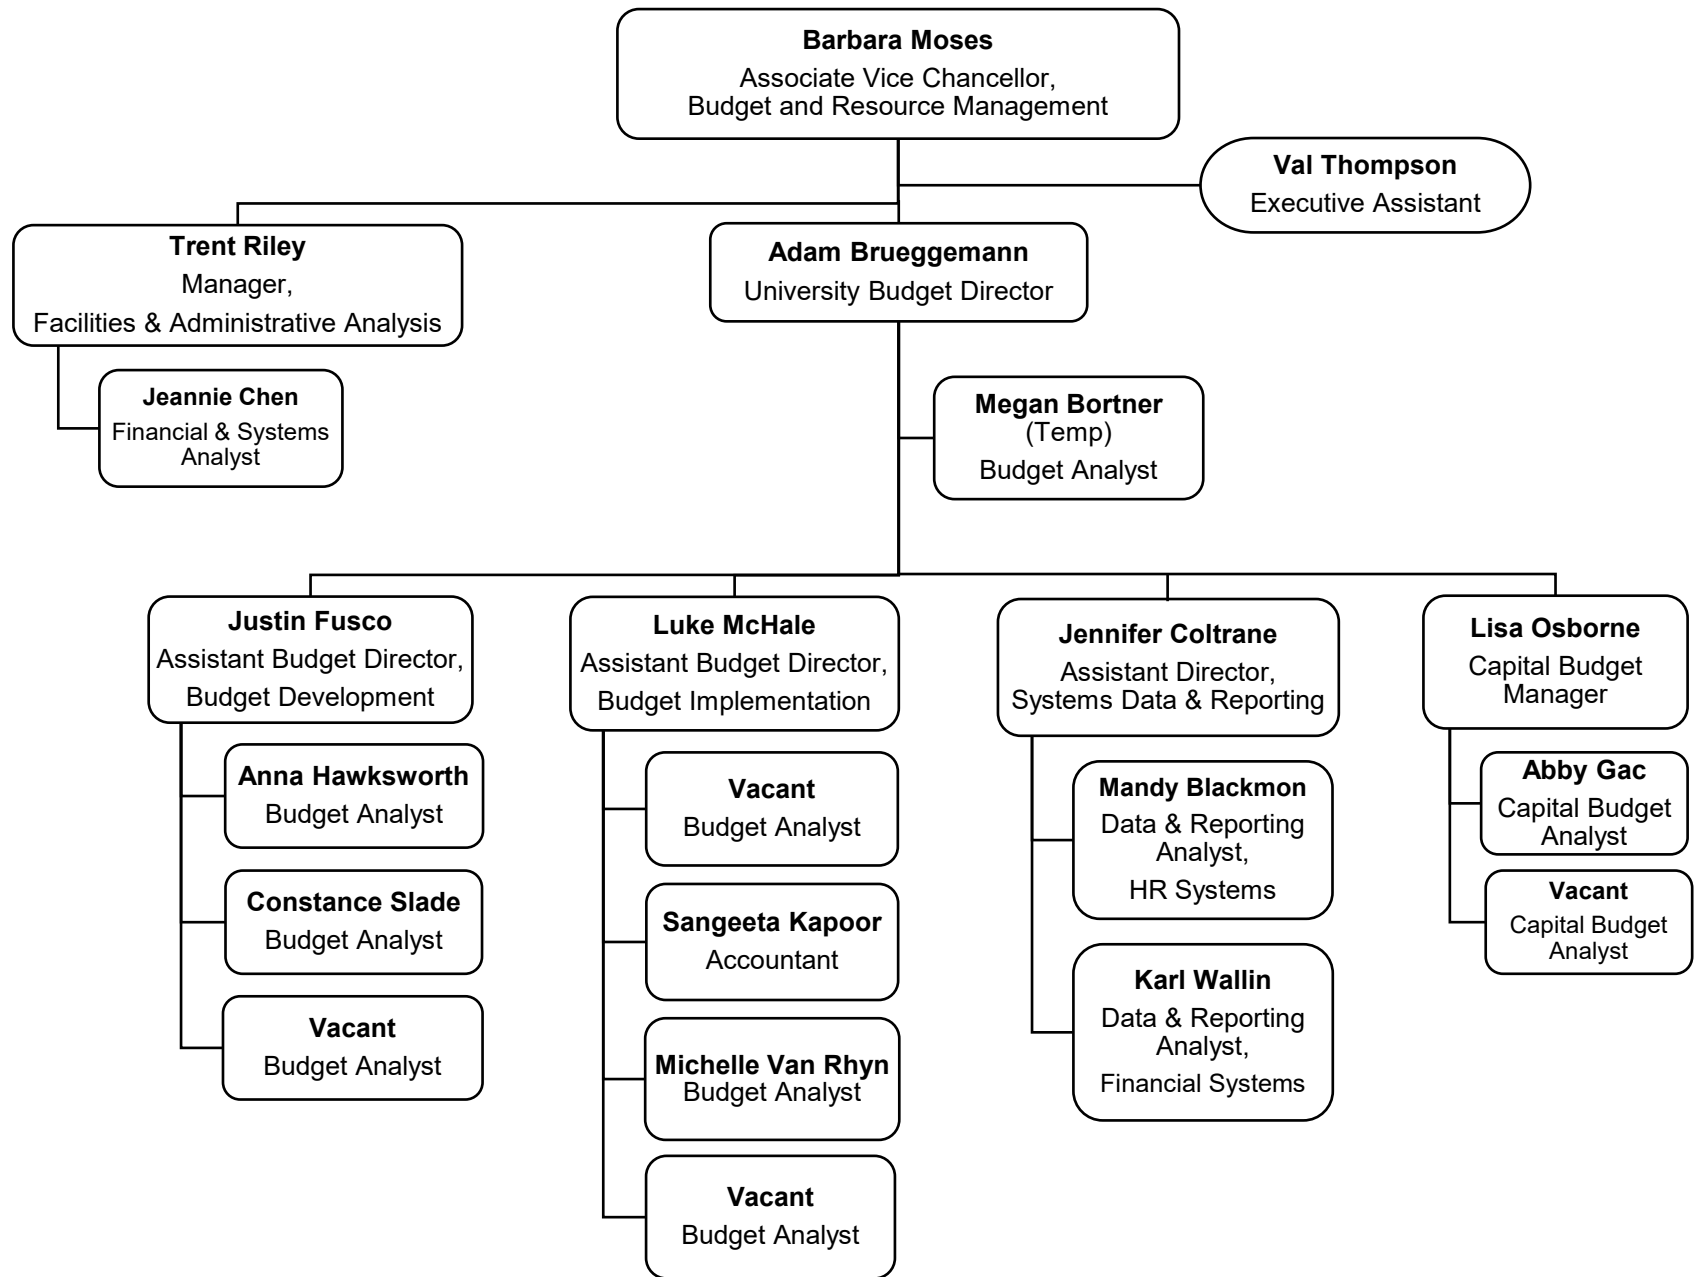 Barbara Moses
Associate Vice Chancellor,
Budget and Resource Management
Val Thompson
Executive Assistant
Trent Riley
Manager,
Facilities & Administrative Analysis
Adam Brueggemann
University Budget Director
Jeannie Chen
Financial & Systems
Analyst
Megan Bortner
(Temp)
Budget Analyst
Justin Fusco
Assistant Budget Director,
Budget Development
Anna Hawksworth
Budget Analyst
Constance Slade
Budget Analyst
Vacant
Budget Analyst
Luke McHale
Assistant Budget Director,
Budget Implementation
Vacant
Budget Analyst
Sangeeta Kapoor
Accountant
Michelle Van Rhyn
Budget Analyst
Vacant
Budget Analyst
Jennifer Coltrane
Assistant Director,
Systems Data & Reporting
Mandy Blackmon
Data & Reporting
Analyst,
HR Systems
Karl Wallin
Data & Reporting
Analyst,
Financial Systems
Lisa Osborne
Capital Budget
Manager
Abby Gac
Capital Budget
Analyst
Vacant
Capital Budget
Analyst